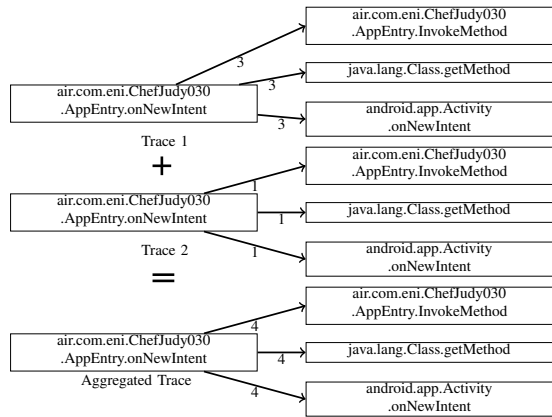 air.com.eni.ChefJudy030
.AppEntry.InvokeMethod
3
java.lang.Class.getMethod
3
air.com.eni.ChefJudy030
.AppEntry.onNewIntent
android.app.Activity
.onNewIntent
3
Trace 1
+
air.com.eni.ChefJudy030
.AppEntry.InvokeMethod
1
air.com.eni.ChefJudy030
.AppEntry.onNewIntent
java.lang.Class.getMethod
1
android.app.Activity
.onNewIntent
1
Trace 2
=
air.com.eni.ChefJudy030
.AppEntry.InvokeMethod
4
air.com.eni.ChefJudy030
.AppEntry.onNewIntent
java.lang.Class.getMethod
4
android.app.Activity
.onNewIntent
4
Aggregated Trace